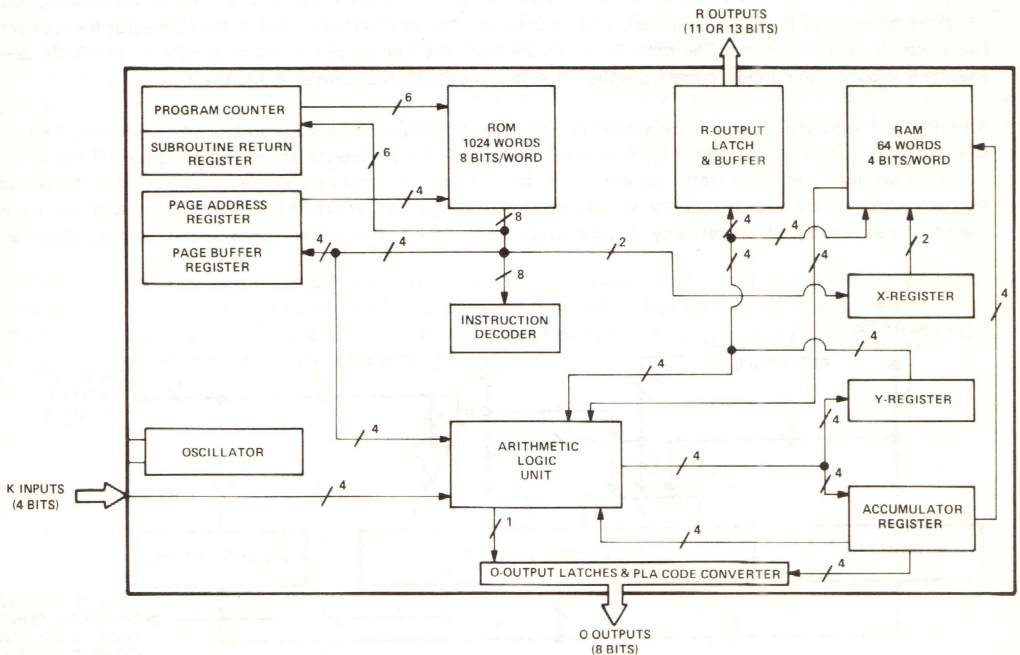 R OUTPUTS
(11 OR 13 BITS)
PROGRAM COUNTER
SUBROUTINE RETURN
REGISTER
PAGE ADDRESS
REGISTER
PAGE BUFFER
REGISTER
6
6
4
4
4
ROM
1024 WORDS
8 BITS/WORD
8
8
2
INSTRUCTION
DECODER
R-OUTPUT
LATCH
& BUFFER
4
4
4
RAM
64 WORDS
4 BITS/WORD
2
X-REGISTER
4
4
4
Y-REGISTER
4
OSCILLATOR
K INPUTS
(4 BITS)
4
4
ARITHMETIC
LOGIC
UNIT
4
4
ACCUMULATOR
REGISTER
4
1
4
O-OUTPUT LATCHES & PLA CODE CONVERTER
O OUTPUTS
(8 BITS)